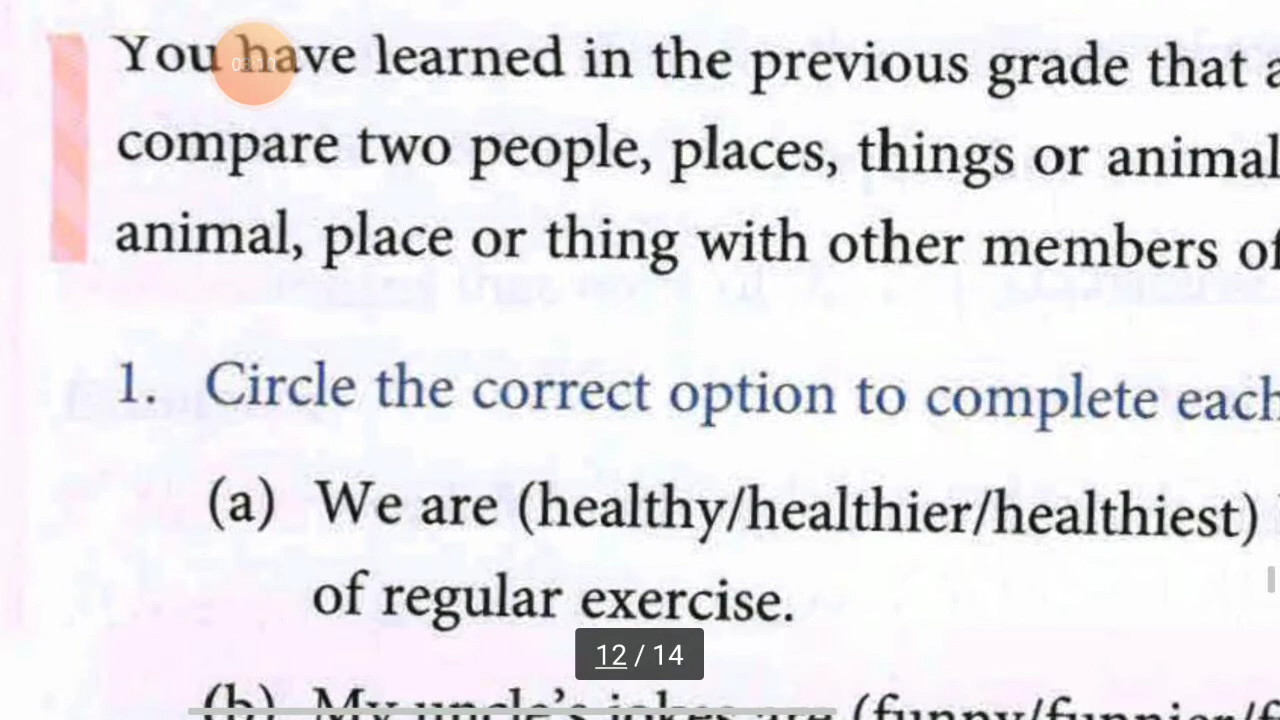 You have learned in the previous grade that a
compare two people, places, things or animal
animal, place or thing with other members of
1. Circle the correct option to complete each
(a) We are (healthy/healthier/healthiest)
of regular exercise.
12 / 14
(b) My uncle's jokes are (funny/funnier/f